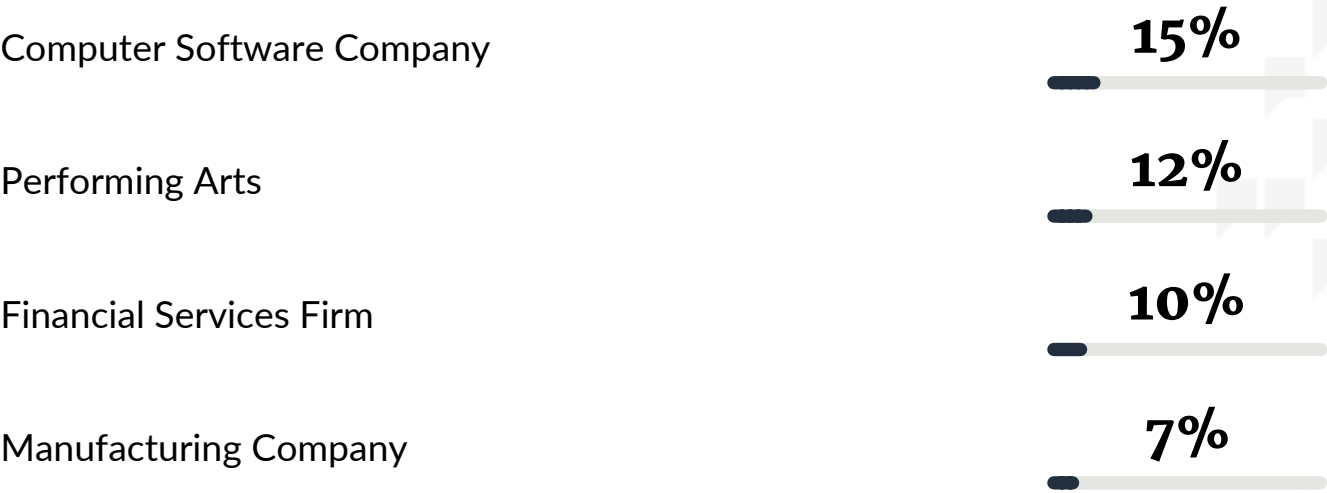 Computer Software Company 15%
Performing Arts 12%
Financial Services Firm 10%
Manufacturing Company 7%